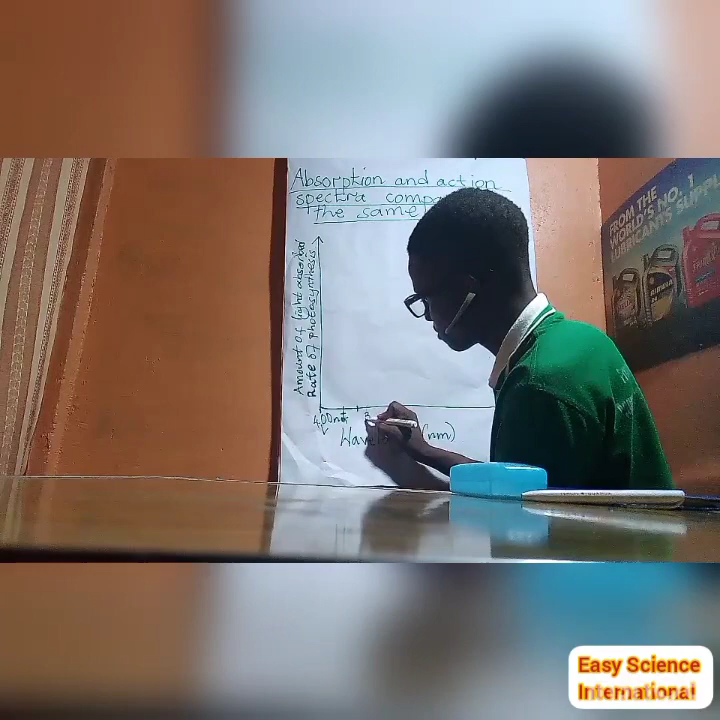 Absorption and action
spectra
the same
Amount of light absorbed
Rate of photosynthesis
400nm
(nm)
FROM THE
WORLD'S NO. 1
LUBRICANTS SUPPL
Easy Science
International